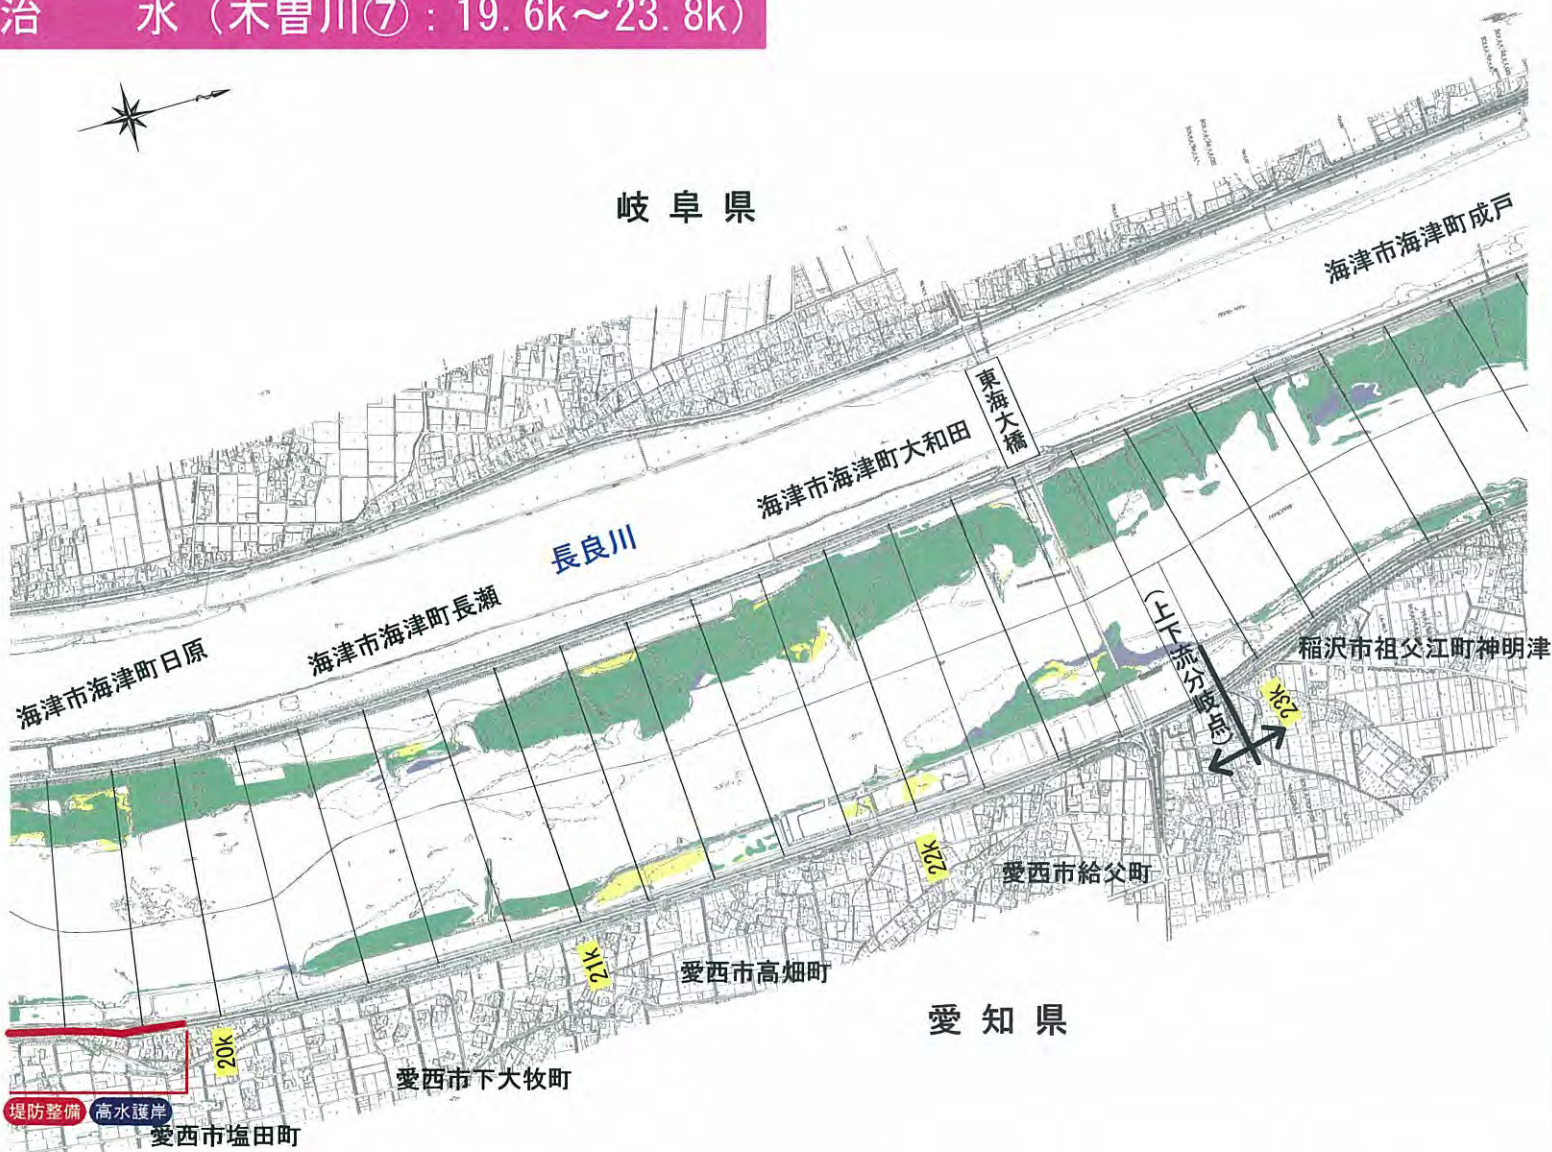 治 水（木曽川⑦：19.6k～23.8k）
岐阜県
海津市海津町成戸
東海大橋
海津市海津町大和田
長良川
海津市海津町長瀬
海津市海津町日原
（上下流分岐点）
稲沢市祖父江町神明津
23k
22k
愛西市給父町
21k
愛西市高畑町
愛知県
20k
愛西市下大牧町
堤防整備 高水護岸
愛西市塩田町